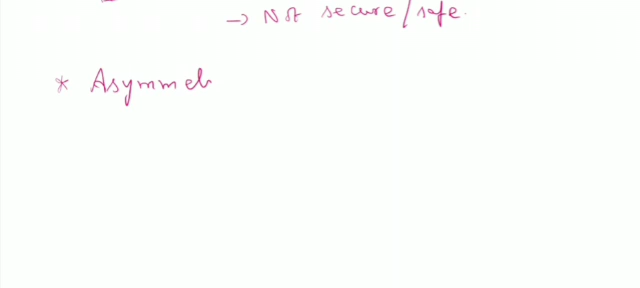 → Not secure/safe.
* Asymmet